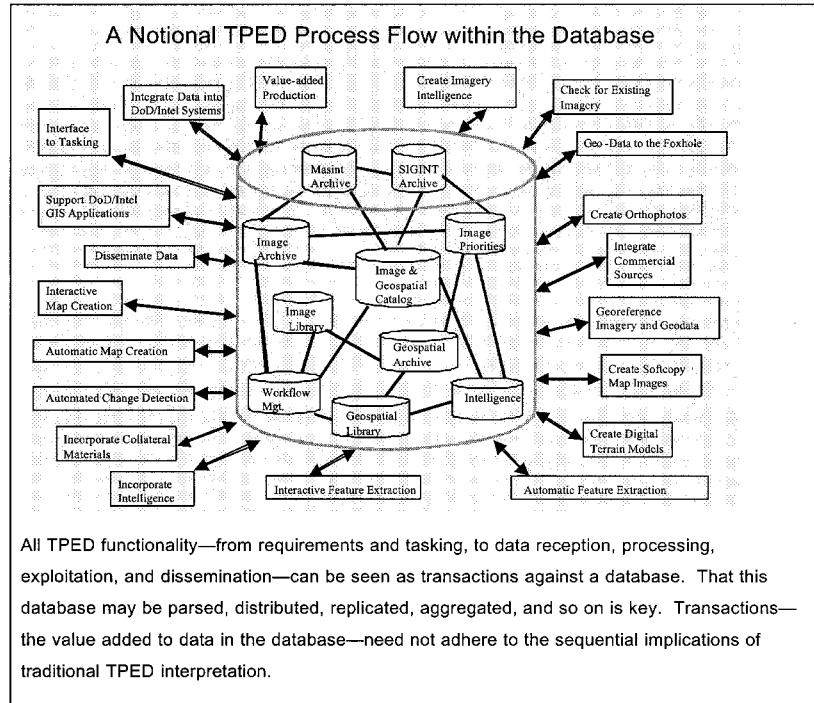 A Notional TPED Process Flow within the Database
Value-added
Production
Create Imagery
Intelligence
Check for Existing
Imagery
Integrate Data into
DoD/Intel Systems
Interface
to Tasking
Geo -Data to the Foxhole
Masint
Archive
SIGINT
Archive
Support DoD/Intel
GIS Applications
Create Orthophotos
Image
Archive
Image
Priorities
Disseminate Data
Integrate
Commercial
Sources
Image &
Geospatial
Catalog
Interactive
Map Creation
Image
Library
Georeference
Imagery and Geodata
Automatic Map Creation
Geospatial
Archive
Create Softcopy
Map Images
Automated Change Detection
Workflow
Mgt.
Geospatial
Library
Intelligence
Incorporate Collateral
Materials
Create Digital
Terrain Models
Incorporate
Intelligence
Interactive Feature Extraction
Automatic Feature Extraction
All TPED functionality—from requirements and tasking, to data reception, processing,
exploitation, and dissemination—can be seen as transactions against a database. That this
database may be parsed, distributed, replicated, aggregated, and so on is key. Transactions—
the value added to data in the database—need not adhere to the sequential implications of
traditional TPED interpretation.